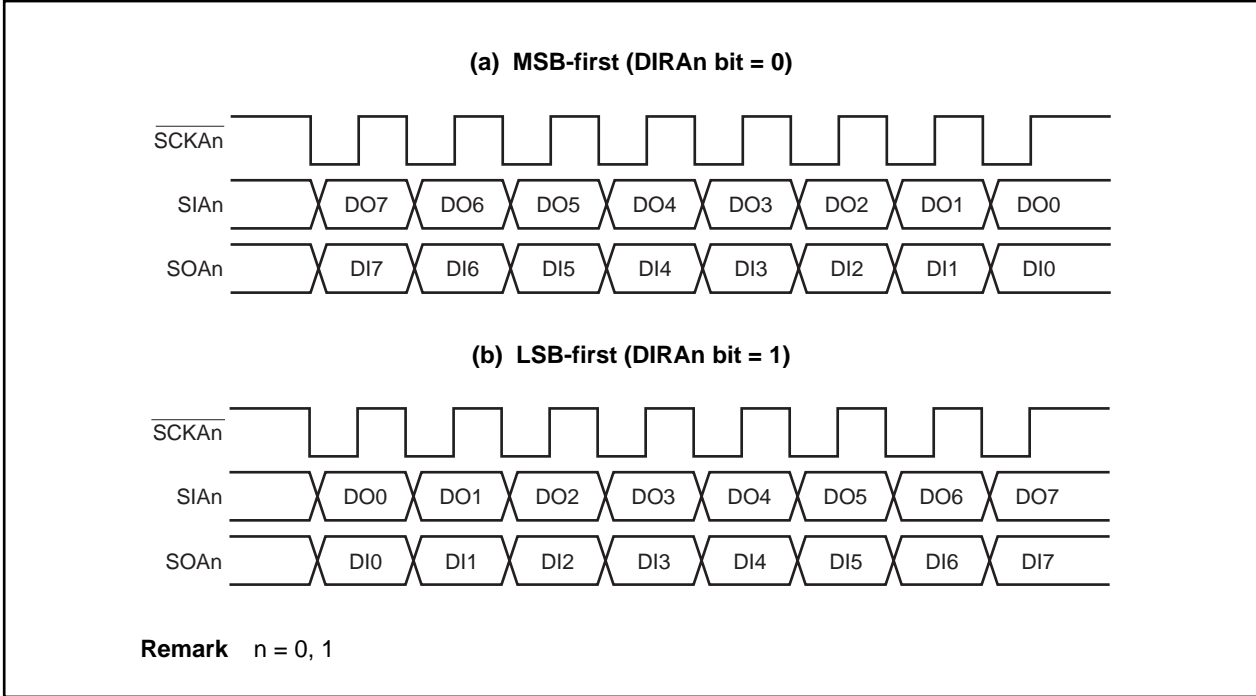 (a) MSB-first (DIRAn bit = 0)
SCKAn
SIAn DO7 DO6 DO5 DO4 DO3 DO2 DO1 DO0
SOAn DI7 DI6 DI5 DI4 DI3 DI2 DI1 DI0
(b) LSB-first (DIRAn bit = 1)
SCKAn
SIAn DO0 DO1 DO2 DO3 DO4 DO5 DO6 DO7
SOAn DI0 DI1 DI2 DI3 DI4 DI5 DI6 DI7
Remark n = 0, 1